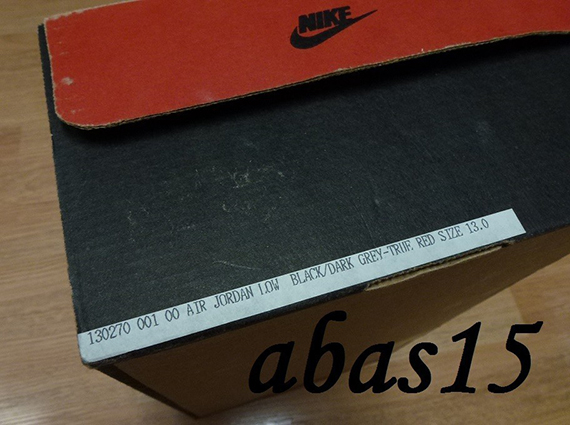 NIKE
130270 001 00 AIR JORDAN LOW BLACK/DARK GREY-TRUE RED SIZE 13.0
abas15